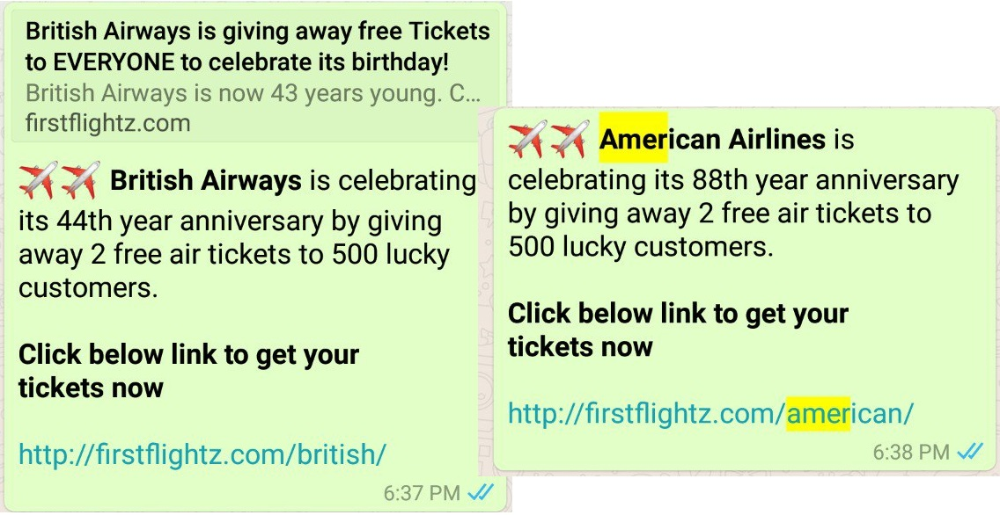 British Airways is giving away free Tickets
to EVERYONE to celebrate its birthday!
British Airways is now 43 years young. C...
firstflightz.com
British Airways is celebrating
its 44th year anniversary by giving
away 2 free air tickets to 500 lucky
customers.
Click below link to get your
tickets now
http://firstflightz.com/british/
6:37 PM
American Airlines is
celebrating its 88th year anniversary
by giving away 2 free air tickets to
500 lucky customers.
Click below link to get your
tickets now
http://firstflightz.com/american/
6:38 PM